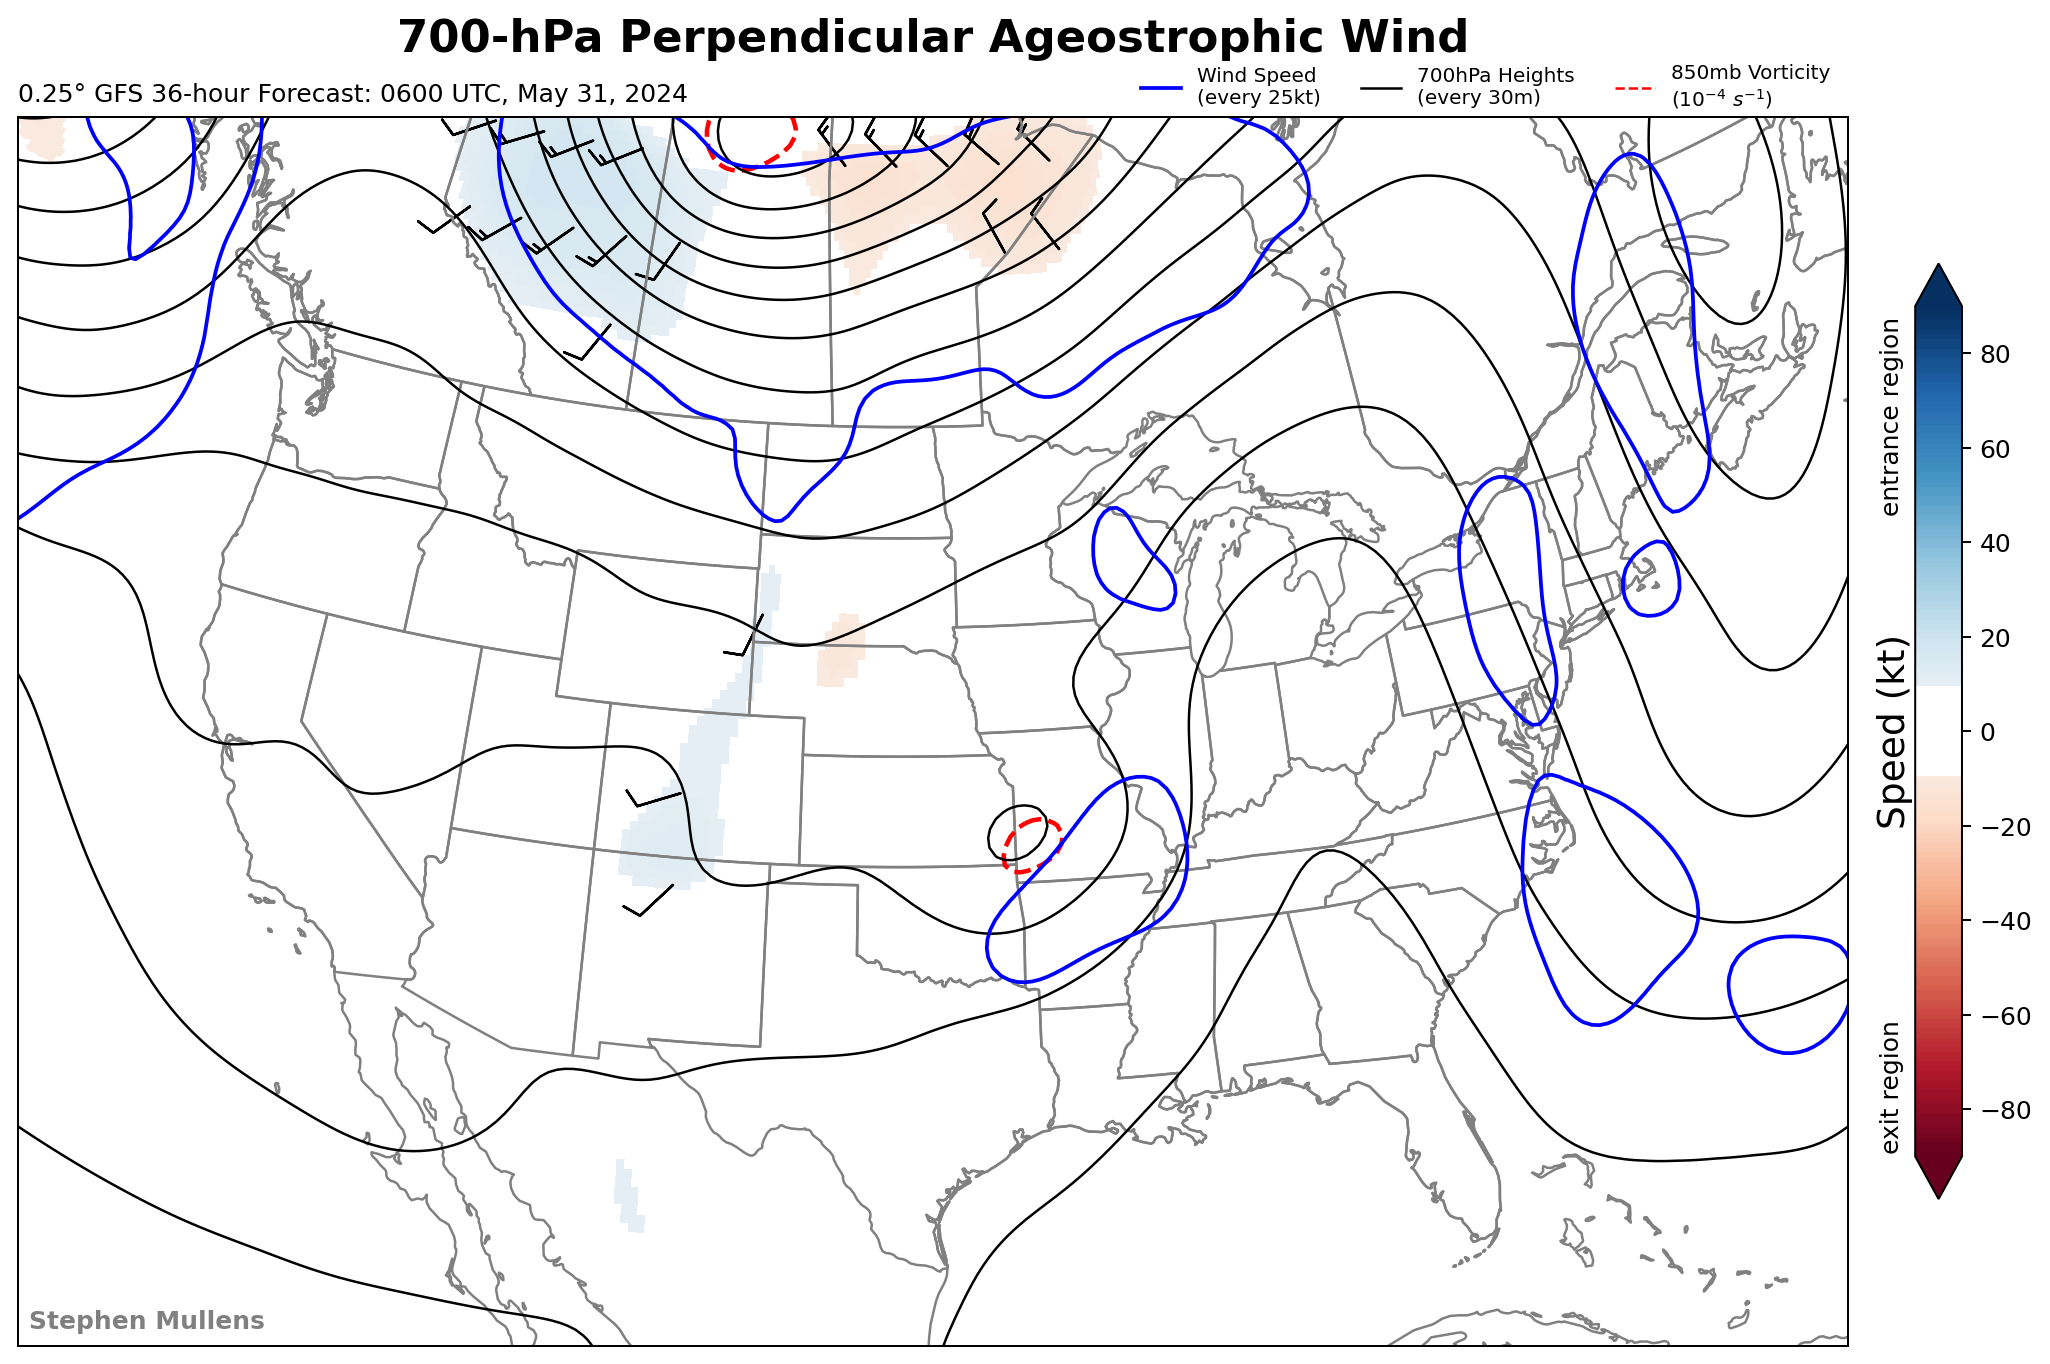 700-hPa Perpendicular Ageostrophic Wind
0.25° GFS 36-hour Forecast: 0600 UTC, May 31, 2024
Wind Speed
(every 25kt)
700hPa Heights
(every 30m)
850mb Vorticity
(10⁻⁴ s⁻¹)
entrance region
Speed (kt)
exit region
80
60
40
20
0
−20
−40
−60
−80
Stephen Mullens